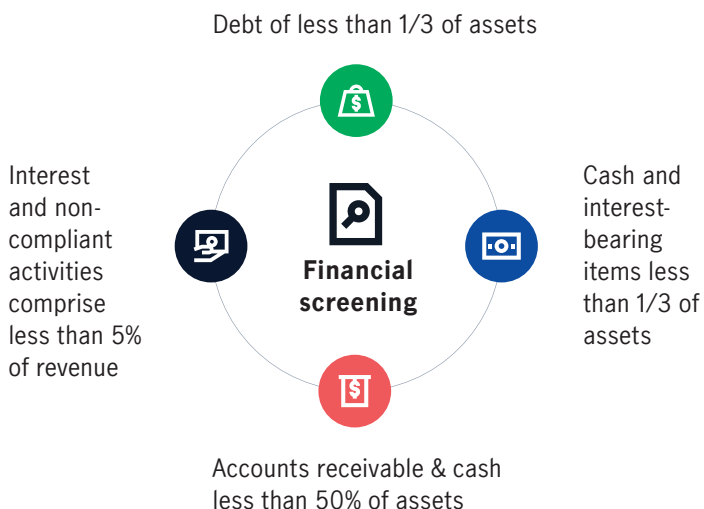 Debt of less than 1/3 of assets
Interest
and non-
compliant
activities
comprise
less than 5%
of revenue
Financial
screening
Cash and
interest-
bearing
items less
than 1/3 of
assets
Accounts receivable & cash
less than 50% of assets